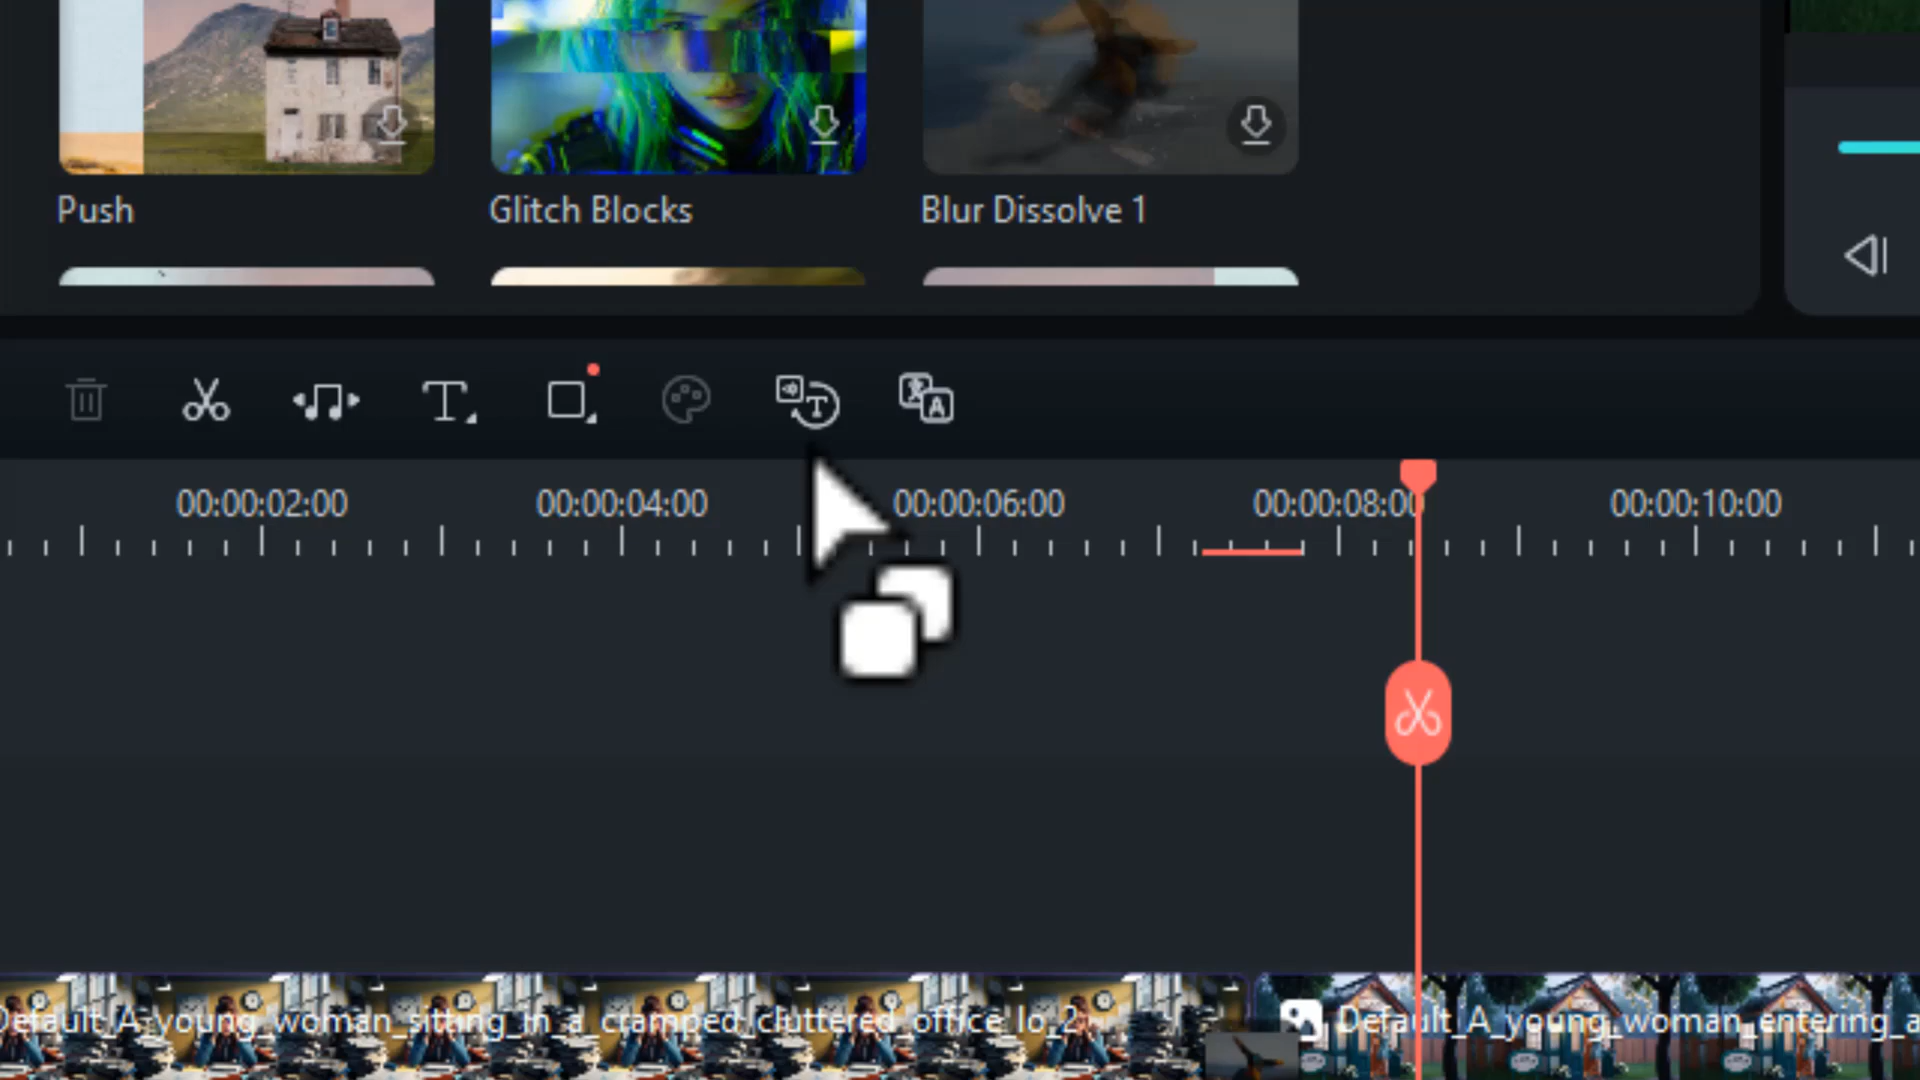 Push
Glitch Blocks
Blur Dissolve 1
00:00:02:00
00:00:04:00
00:00:06:00
00:00:08:00
00:00:10:00
Default_A_young_woman_sitting_in_a_cramped_cluttered_office_lo_2
Default_A_young_woman_entering_a